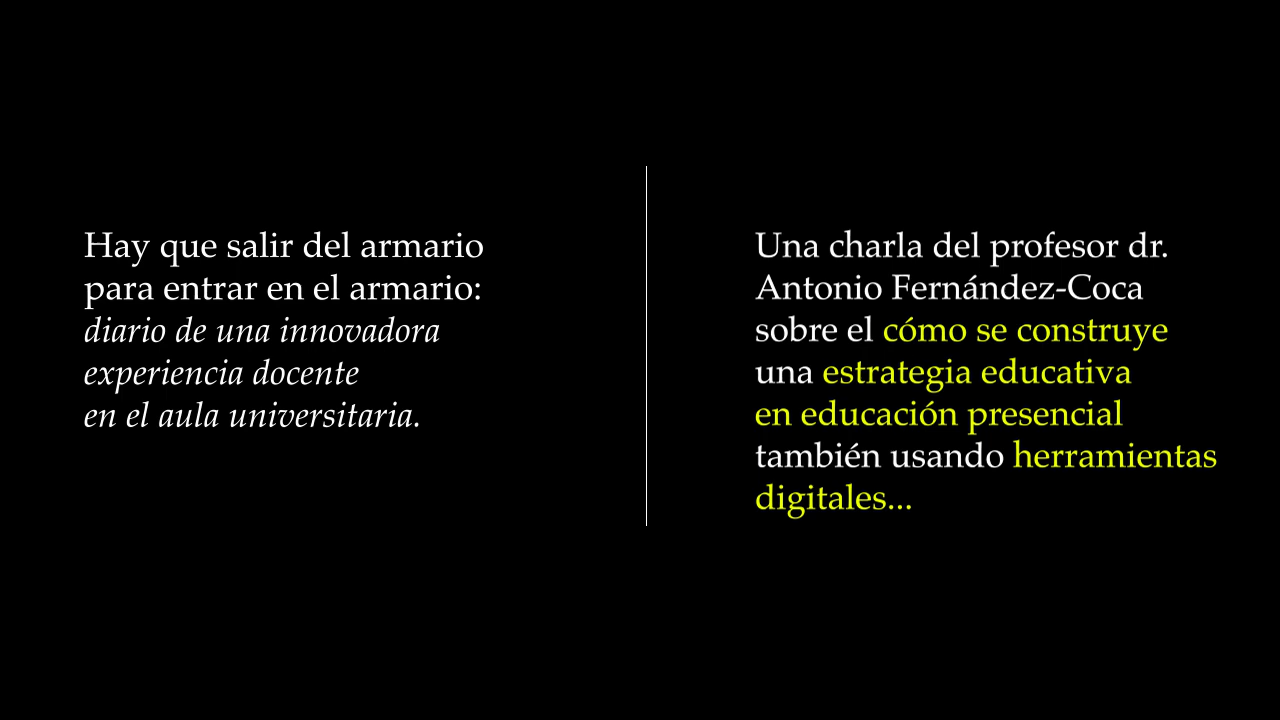 Hay que salir del armario
para entrar en el armario:
diario de una innovadora
experiencia docente
en el aula universitaria.
Una charla del profesor dr.
Antonio Fernández-Coca
sobre el cómo se construye
una estrategia educativa
en educación presencial
también usando herramientas
digitales...